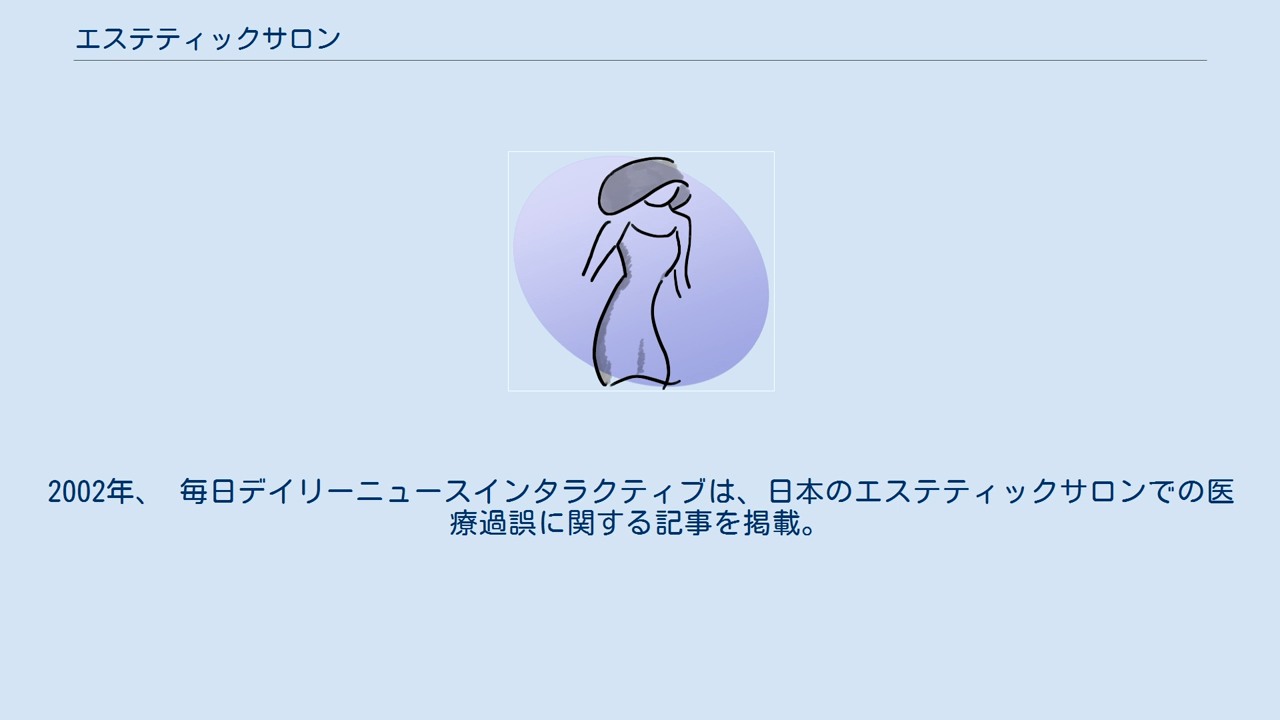 エステティックサロン
2002年、 毎日デイリーニュースインタラクティブは、日本のエステティックサロンでの医
療過誤に関する記事を掲載。